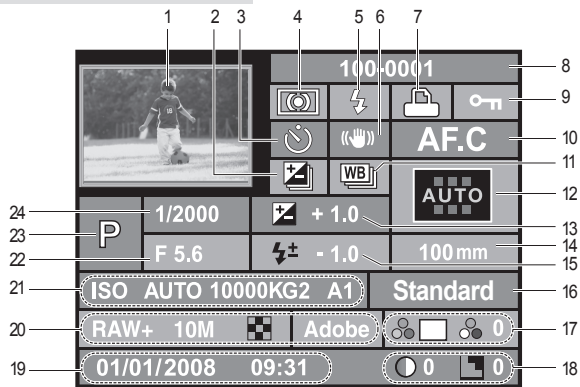 1
2 3 4 5 6 7
100-0001 8
9
AF.C 10
WB 11
AUTO 12
24 1/2000 + 1.0 13
23 P
22 F 5.6 ± - 1.0 100 mm 14
15
21 ISO AUTO 10000KG2 A1 Standard 16
20 RAW+ 10M Adobe 0 17
19 01/01/2008 09:31 0 0 18